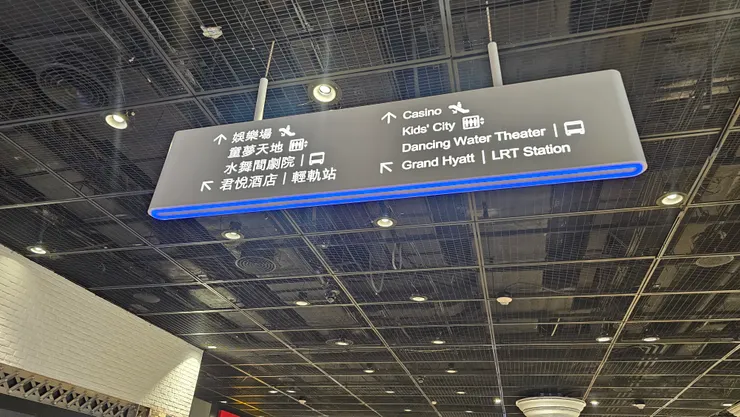 娛樂場
童夢天地
水舞間劇院 |
君悅酒店 | 輕軌站
Casino
Kids' City
Dancing Water Theater |
Grand Hyatt | LRT Station